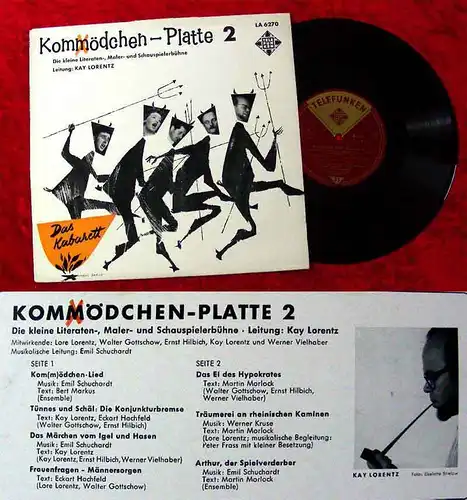 Kommödchen-Platte 2
LA 6270
Die kleine Literaten-, Maler- und Schauspielerbühne
Leitung: KAY LORENTZ
TELEFUNKEN
Das
Kabarett
KOMMÖDCHEN-PLATTE 2
Die kleine Literaten-, Maler- und Schauspielerbühne · Leitung: Kay Lorentz
Mitwirkende: Lore Lorentz, Walter Gottschow, Ernst Hilbich, Kay Lorentz und Werner Vielhaber
Musikalische Leitung: Emil Schuchardt
SEITE 1
Kom(m)ödchen-Lied
Musik: Emil Schuchardt
Text: Bert Markus
(Ensemble)
Tünnes und Schäl: Die Konjunkturbremse
Text: Kay Lorentz, Eckart Hachfeld
(Walter Gottschow, Ernst Hilbich)
Das Märchen vom Igel und Hasen
Musik: Emil Schuchardt
Text: Kay Lorentz
(Kay Lorentz, Ernst Hilbich, Werner Vielhaber)
Frauenfragen – Männersorgen
Text: Eckart Hachfeld
(Lore Lorentz, Walter Gottschow)
SEITE 2
Das Ei des Hypokrates
Text: Martin Morlock
(Walter Gottschow, Ernst Hilbich,
Werner Vielhaber)
Träumerei an rheinischen Kaminen
Musik: Werner Kruse
Text: Martin Morlock
(Lore Lorentz; musikalische Begleitung:
Peter Frass mit kleiner Besetzung)
Arthur, der Spielverderber
Musik: Emil Schuchardt
Text: Martin Morlock
(Ensemble)
KAY LORENTZ
Foto: Liselotte